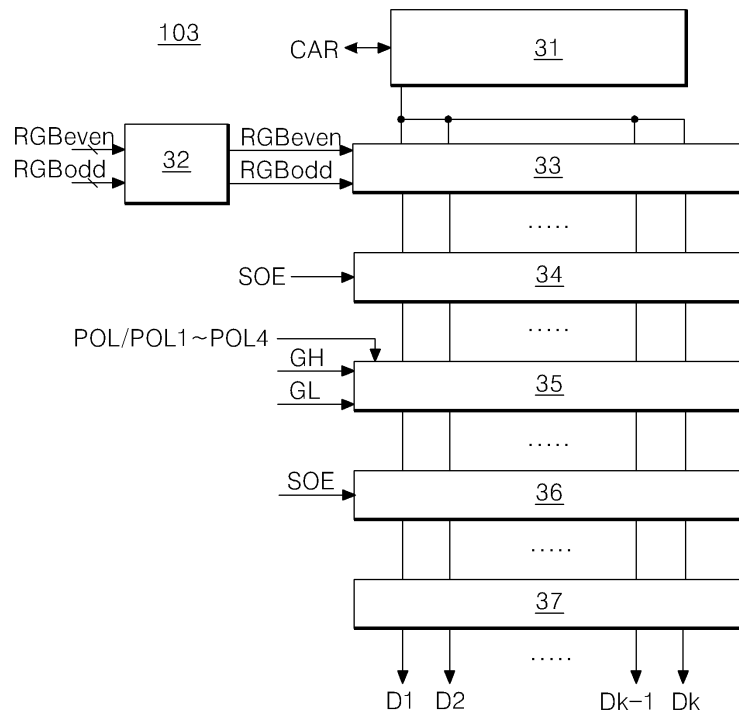 103
CAR
31
RGBeven
RGBodd
32
RGBeven
RGBodd
33
.....
SOE
34
.....
POL/POL1~POL4
GH
GL
35
.....
SOE
36
.....
37
.....
D1 D2 Dk-1 Dk